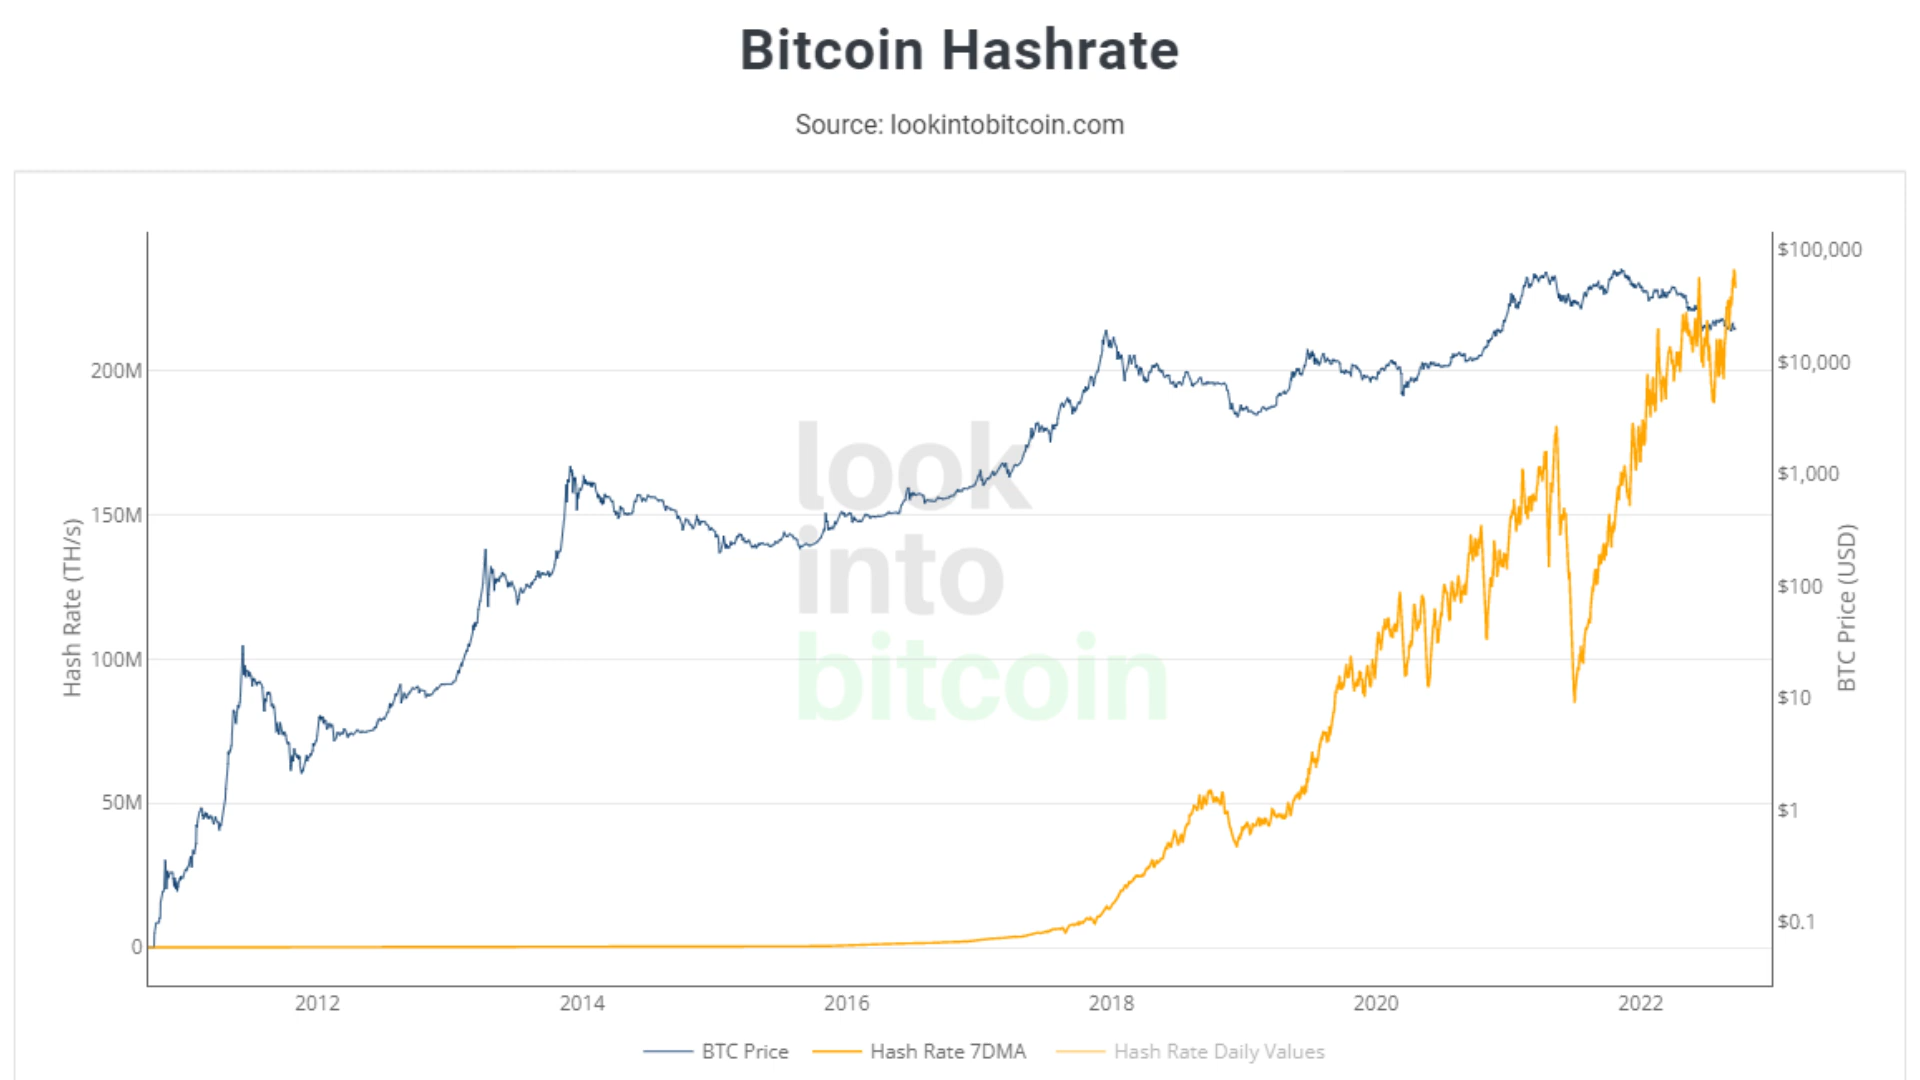 Bitcoin Hashrate
Source: lookintobitcoin.com
look
into
bitcoin
Hash Rate (TH/s)
200M
150M
100M
50M
0
$100,000
$10,000
$1,000
$100
$10
$1
$0.1
BTC Price (USD)
2012 2014 2016 2018 2020 2022
BTC Price Hash Rate 7DMA Hash Rate Daily Values